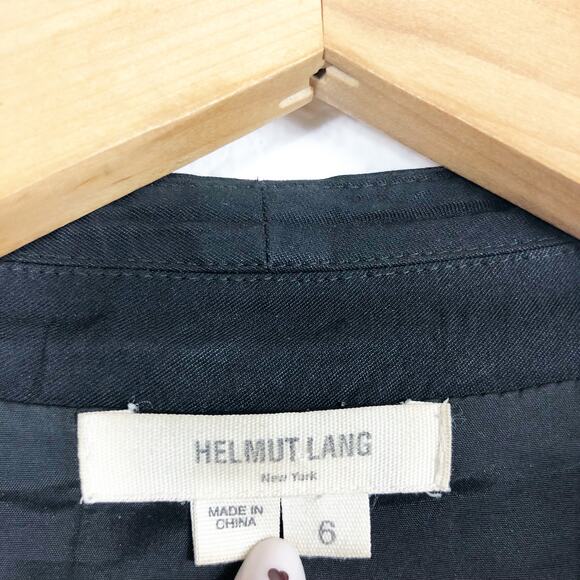 HELMUT LANG
New York
MADE IN
CHINA
6